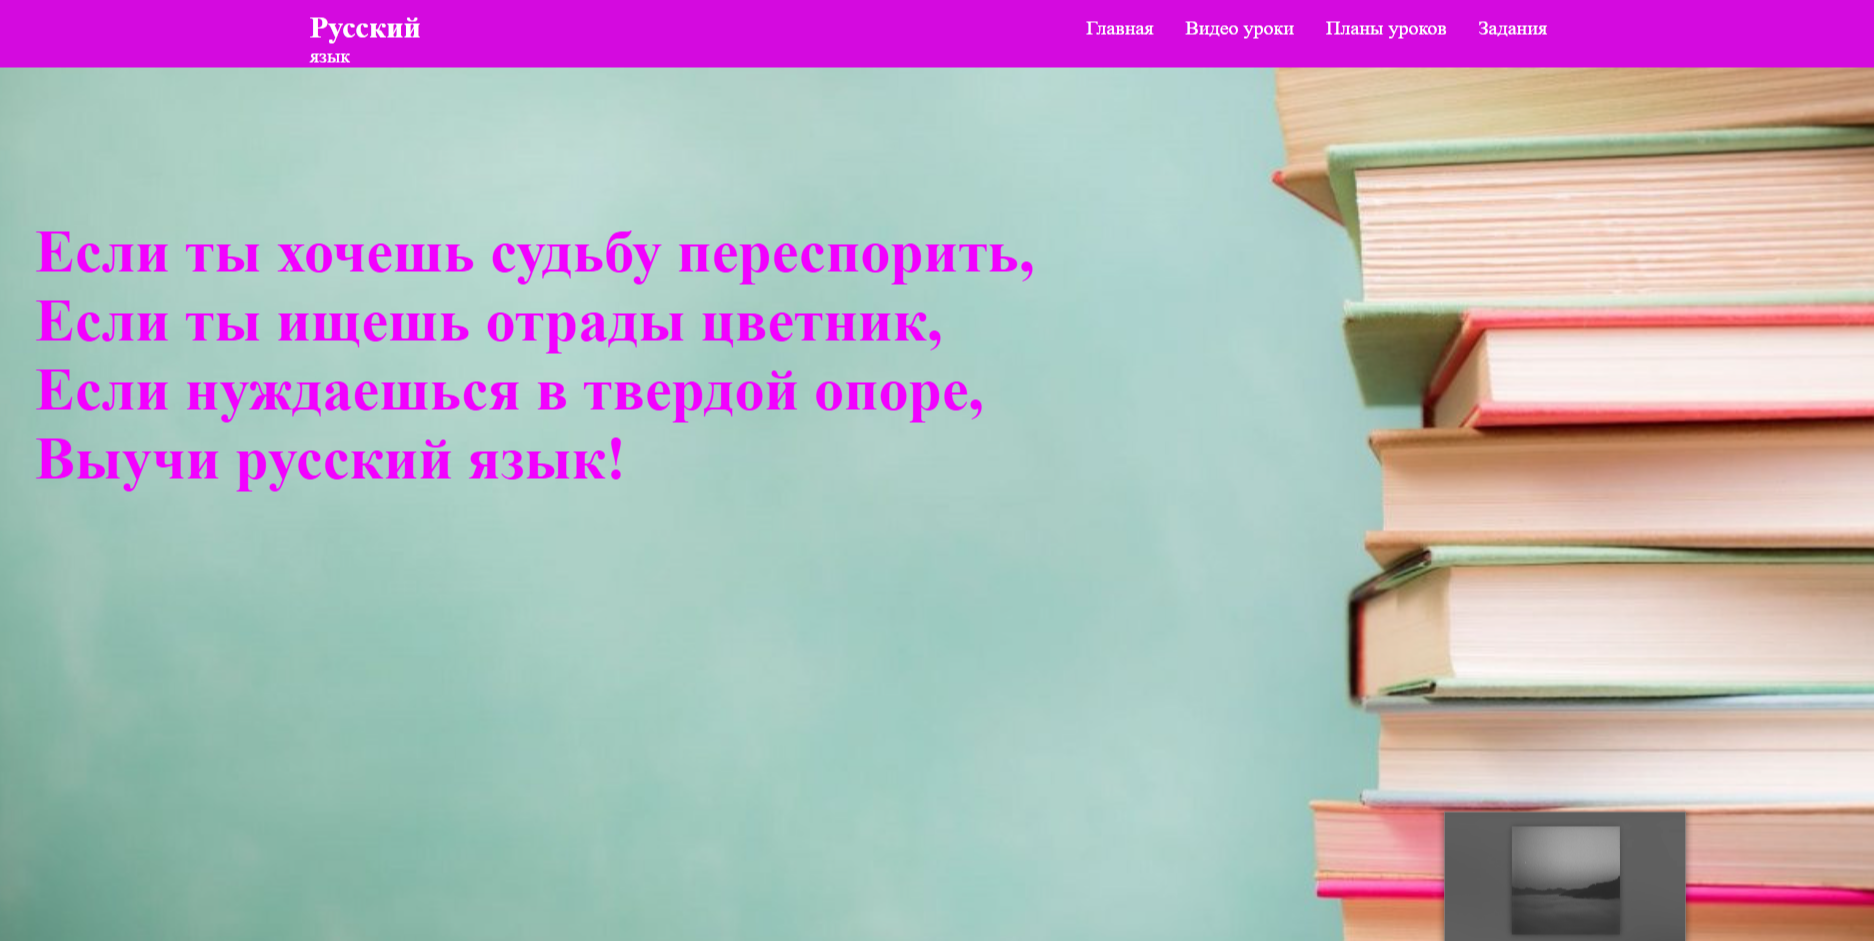 Русский
язык
Главная Видео уроки Планы уроков Задания
Если ты хочешь судьбу переспорить,
Если ты ищешь отрады цветник,
Если нуждаешься в твердой опоре,
Выучи русский язык!